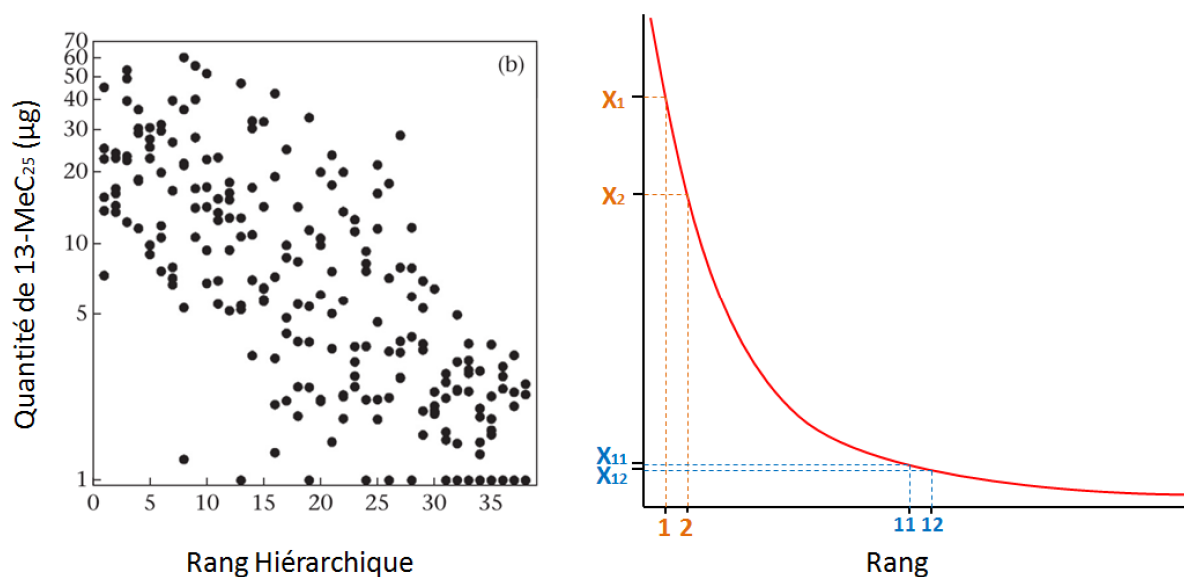 Quantité de 13-MeC₂₅ (µg)
(b)
70
60
50
40
30
20
10
5
1
0 5 10 15 20 25 30 35
Rang Hiérarchique
X₁
X₂
X₁₁
X₁₂
1 2 11 12
Rang